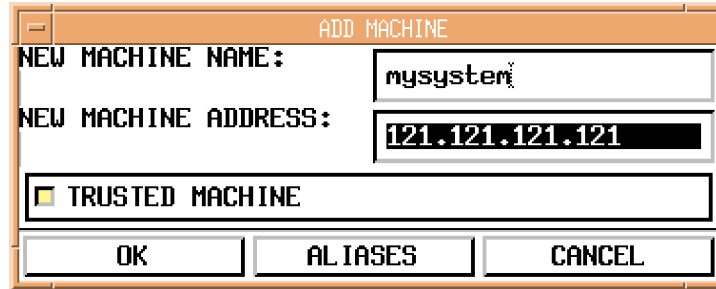 ADD MACHINE
NEW MACHINE NAME: mysystem
NEW MACHINE ADDRESS: 121.121.121.121
TRUSTED MACHINE
OK ALIASES CANCEL